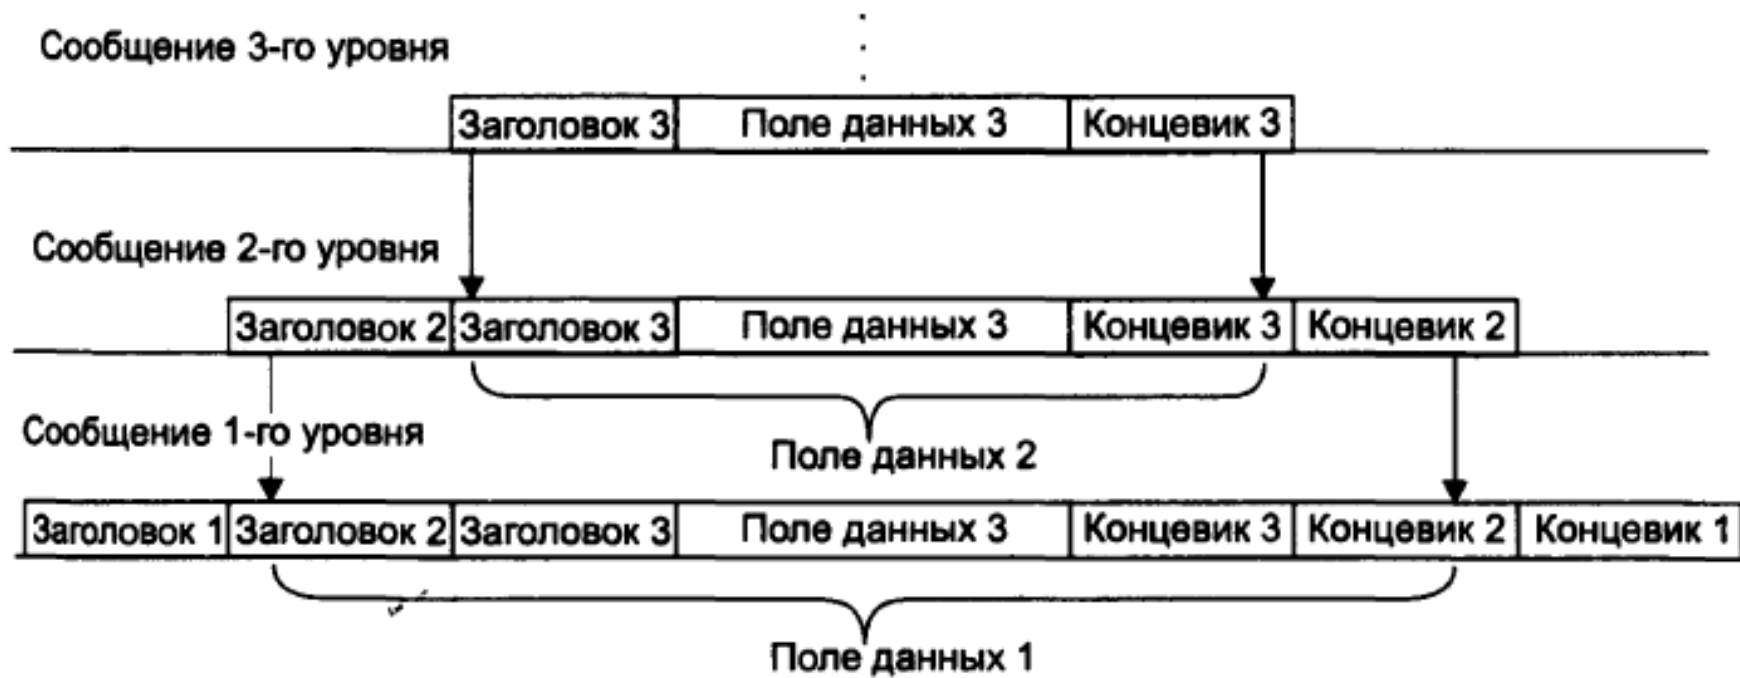 Сообщение 3-го уровня
Заголовок 3 Поле данных 3 Концевик 3
Сообщение 2-го уровня
Заголовок 2 Заголовок 3 Поле данных 3 Концевик 3 Концевик 2
Сообщение 1-го уровня
Поле данных 2
Заголовок 1 Заголовок 2 Заголовок 3 Поле данных 3 Концевик 3 Концевик 2 Концевик 1
Поле данных 1